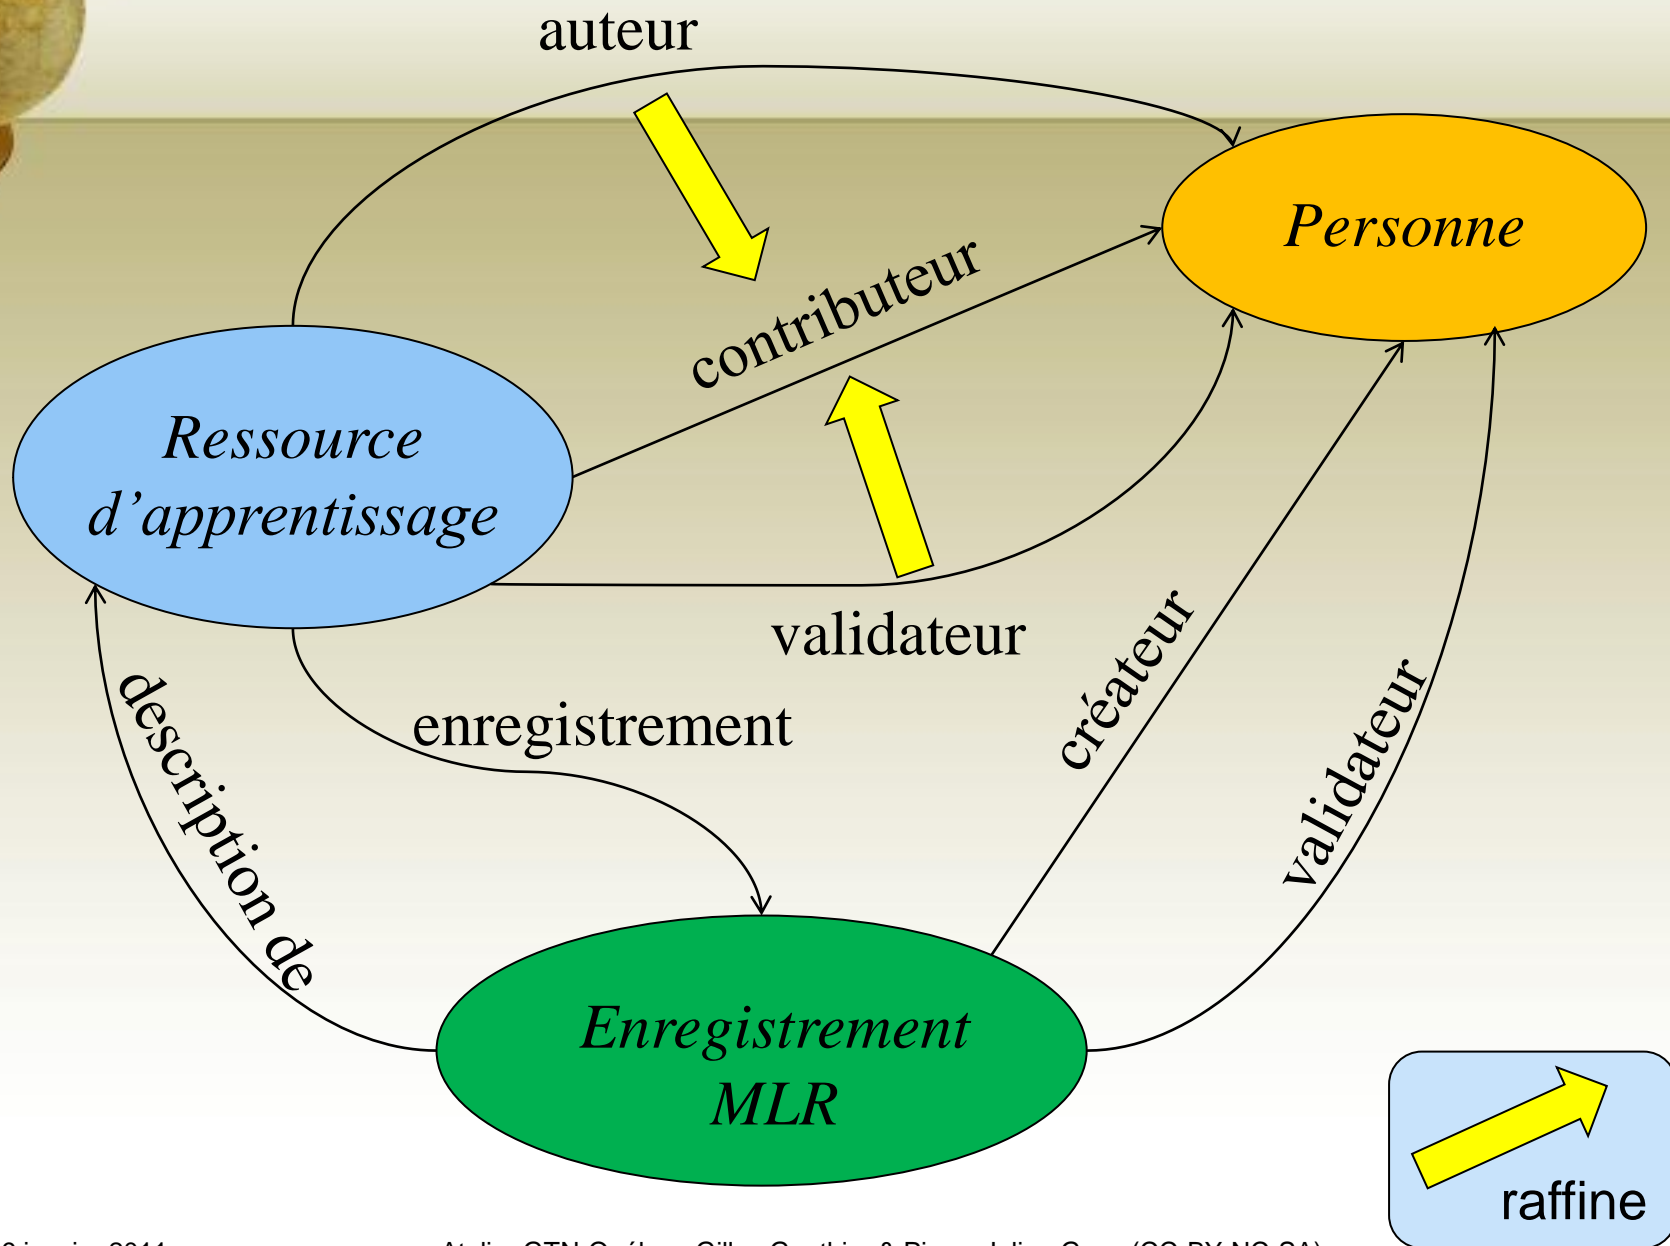 auteur
Personne
contributeur
Ressource
d’apprentissage
validateur
créateur
validateur
enregistrement
description de
Enregistrement
MLR
raffine